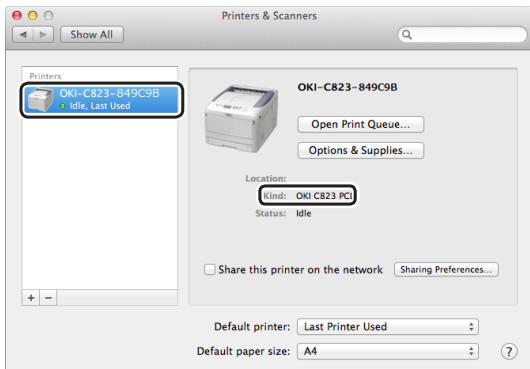 Printers & Scanners
Show All
Printers
OKI-C823-849C9B
Idle, Last Used
OKI-C823-849C9B
Open Print Queue...
Options & Supplies...
Location:
Kind: OKI C823 PCL
Status: Idle
Share this printer on the network Sharing Preferences...
+ −
Default printer: Last Printer Used
Default paper size: A4 ?